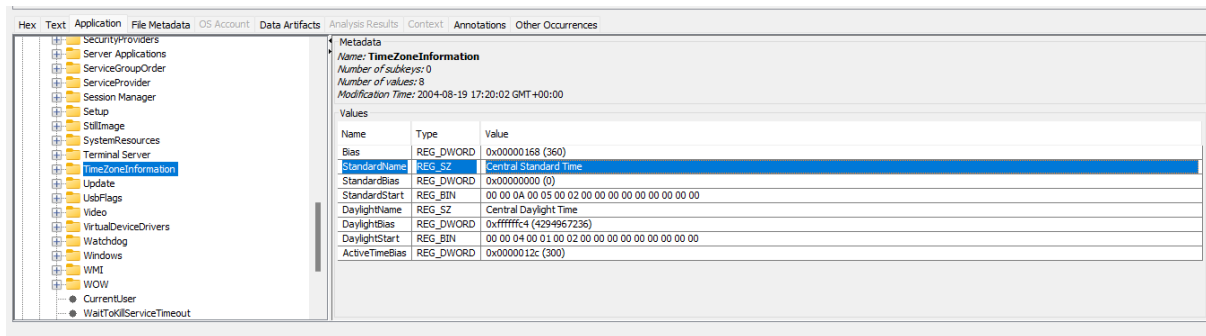 Hex Text Application File Metadata OS Account Data Artifacts Analysis Results Context Annotations Other Occurrences
SecurityProviders
Server Applications
ServiceGroupOrder
ServiceProvider
Session Manager
Setup
StillImage
SystemResources
Terminal Server
TimeZoneInformation
Update
UsbFlags
Video
VirtualDeviceDrivers
Watchdog
Windows
WMI
WOW
CurrentUser
WaitToKillServiceTimeout
Metadata
Name: TimeZoneInformation
Number of subkeys: 0
Number of values: 8
Modification Time: 2004-08-19 17:20:02 GMT+00:00
Values
Name Type Value
Bias REG_DWORD 0x00000168 (360)
StandardName REG_SZ Central Standard Time
StandardBias REG_DWORD 0x00000000 (0)
StandardStart REG_BIN 00 00 0A 00 05 00 02 00 00 00 00 00 00 00 00 00
DaylightName REG_SZ Central Daylight Time
DaylightBias REG_DWORD 0xffffffc4 (4294967236)
DaylightStart REG_BIN 00 00 04 00 01 00 02 00 00 00 00 00 00 00 00 00
ActiveTimeBias REG_DWORD 0x0000012c (300)